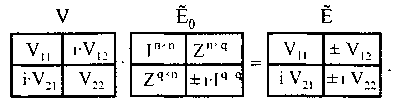 V Ẽ₀ Ẽ
V₁₁ i·V₁₂ · Iⁿˣⁿ Zⁿˣq = V₁₁ ± V₁₂
i·V₂₁ V₂₂ Zqˣⁿ ±i·Iqˣq i·V₂₁ ±i·V₂₂ .